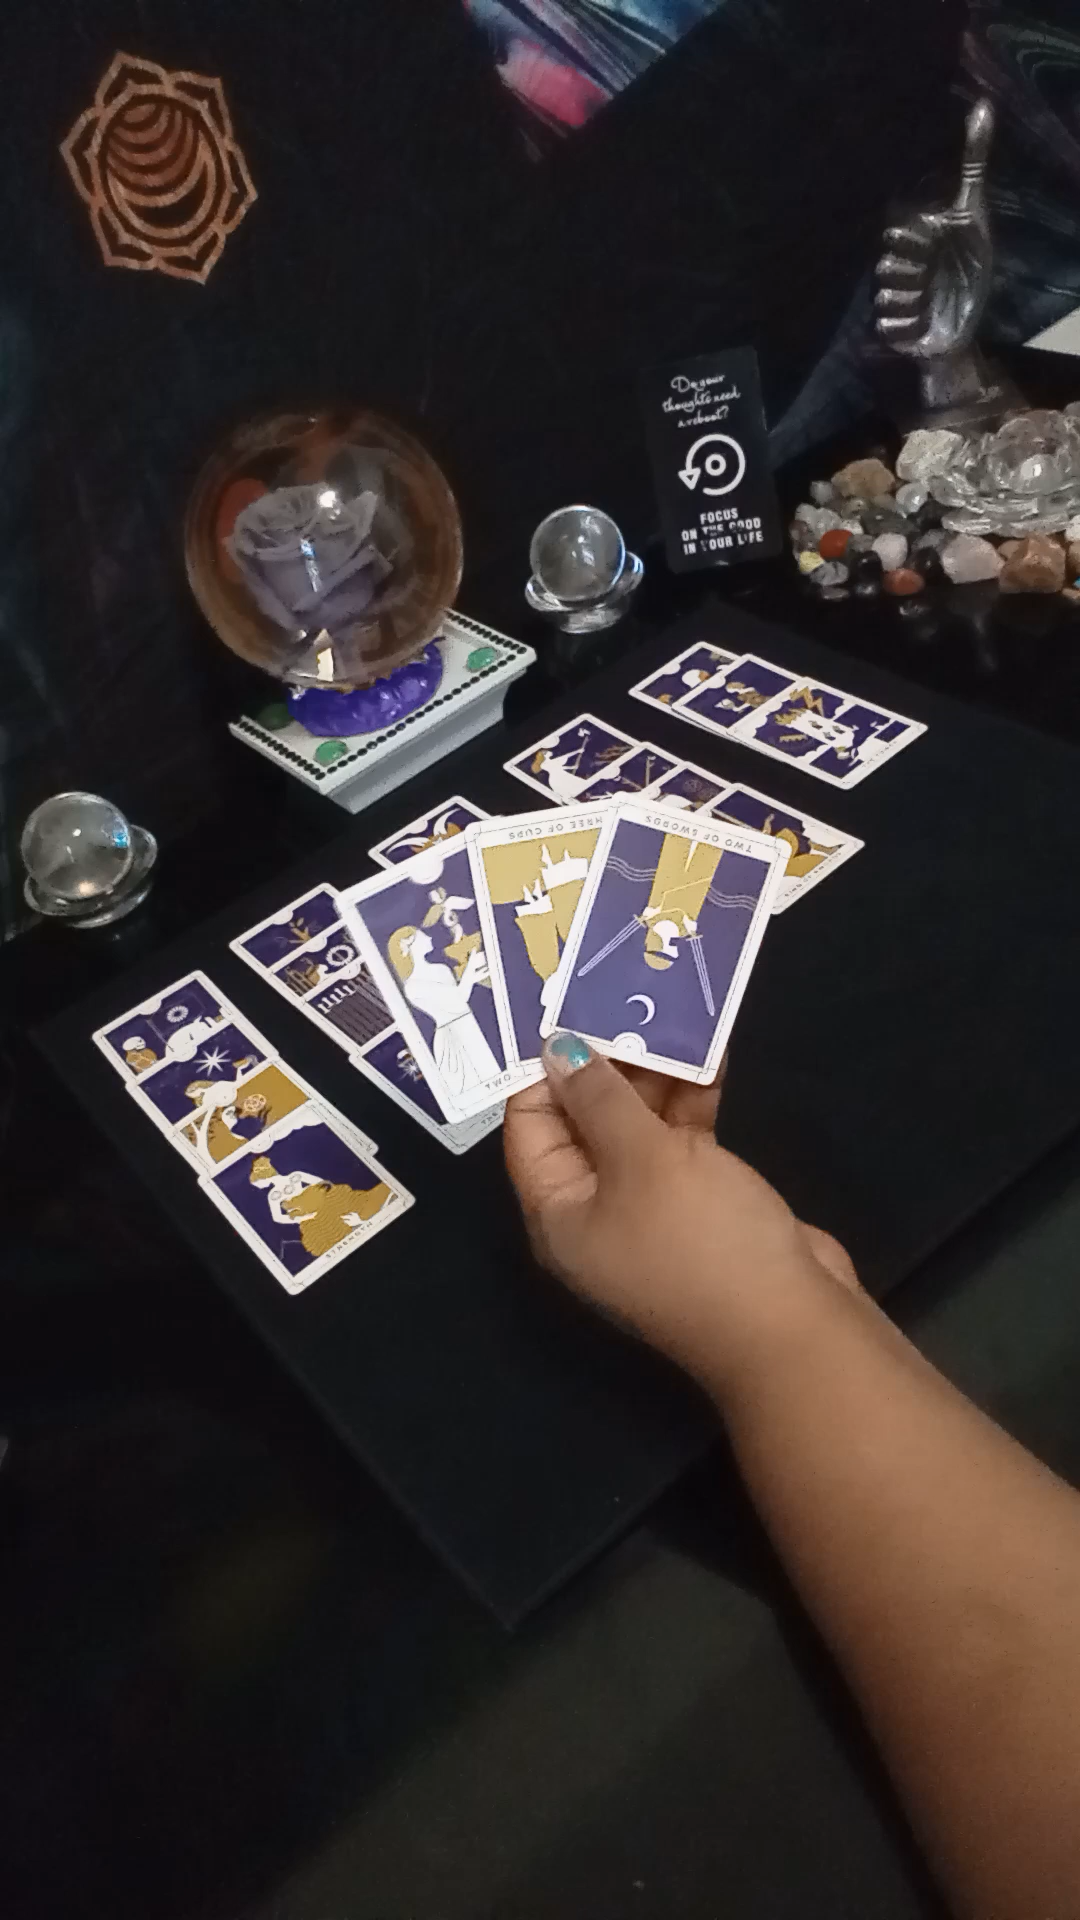 Do your
thoughts need
a reboot?
FOCUS
ON THE GOOD
IN YOUR LIFE
HREE OF CUPS
TWO OF SWORDS
TWO
STRENGTH